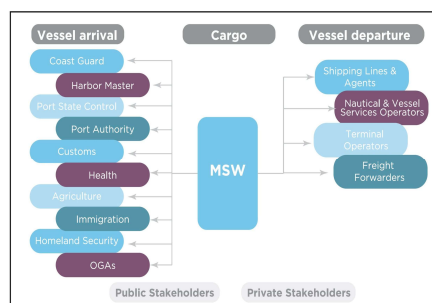 Vessel arrival
Cargo
Vessel departure
Coast Guard
Harbor Master
Port State Control
Port Authority
Customs
Health
Agriculture
Immigration
Homeland Security
OGAs
MSW
Shipping Lines &
Agents
Nautical & Vessel
Services Operators
Terminal
Operators
Freight
Forwarders
Public Stakeholders
Private Stakeholders